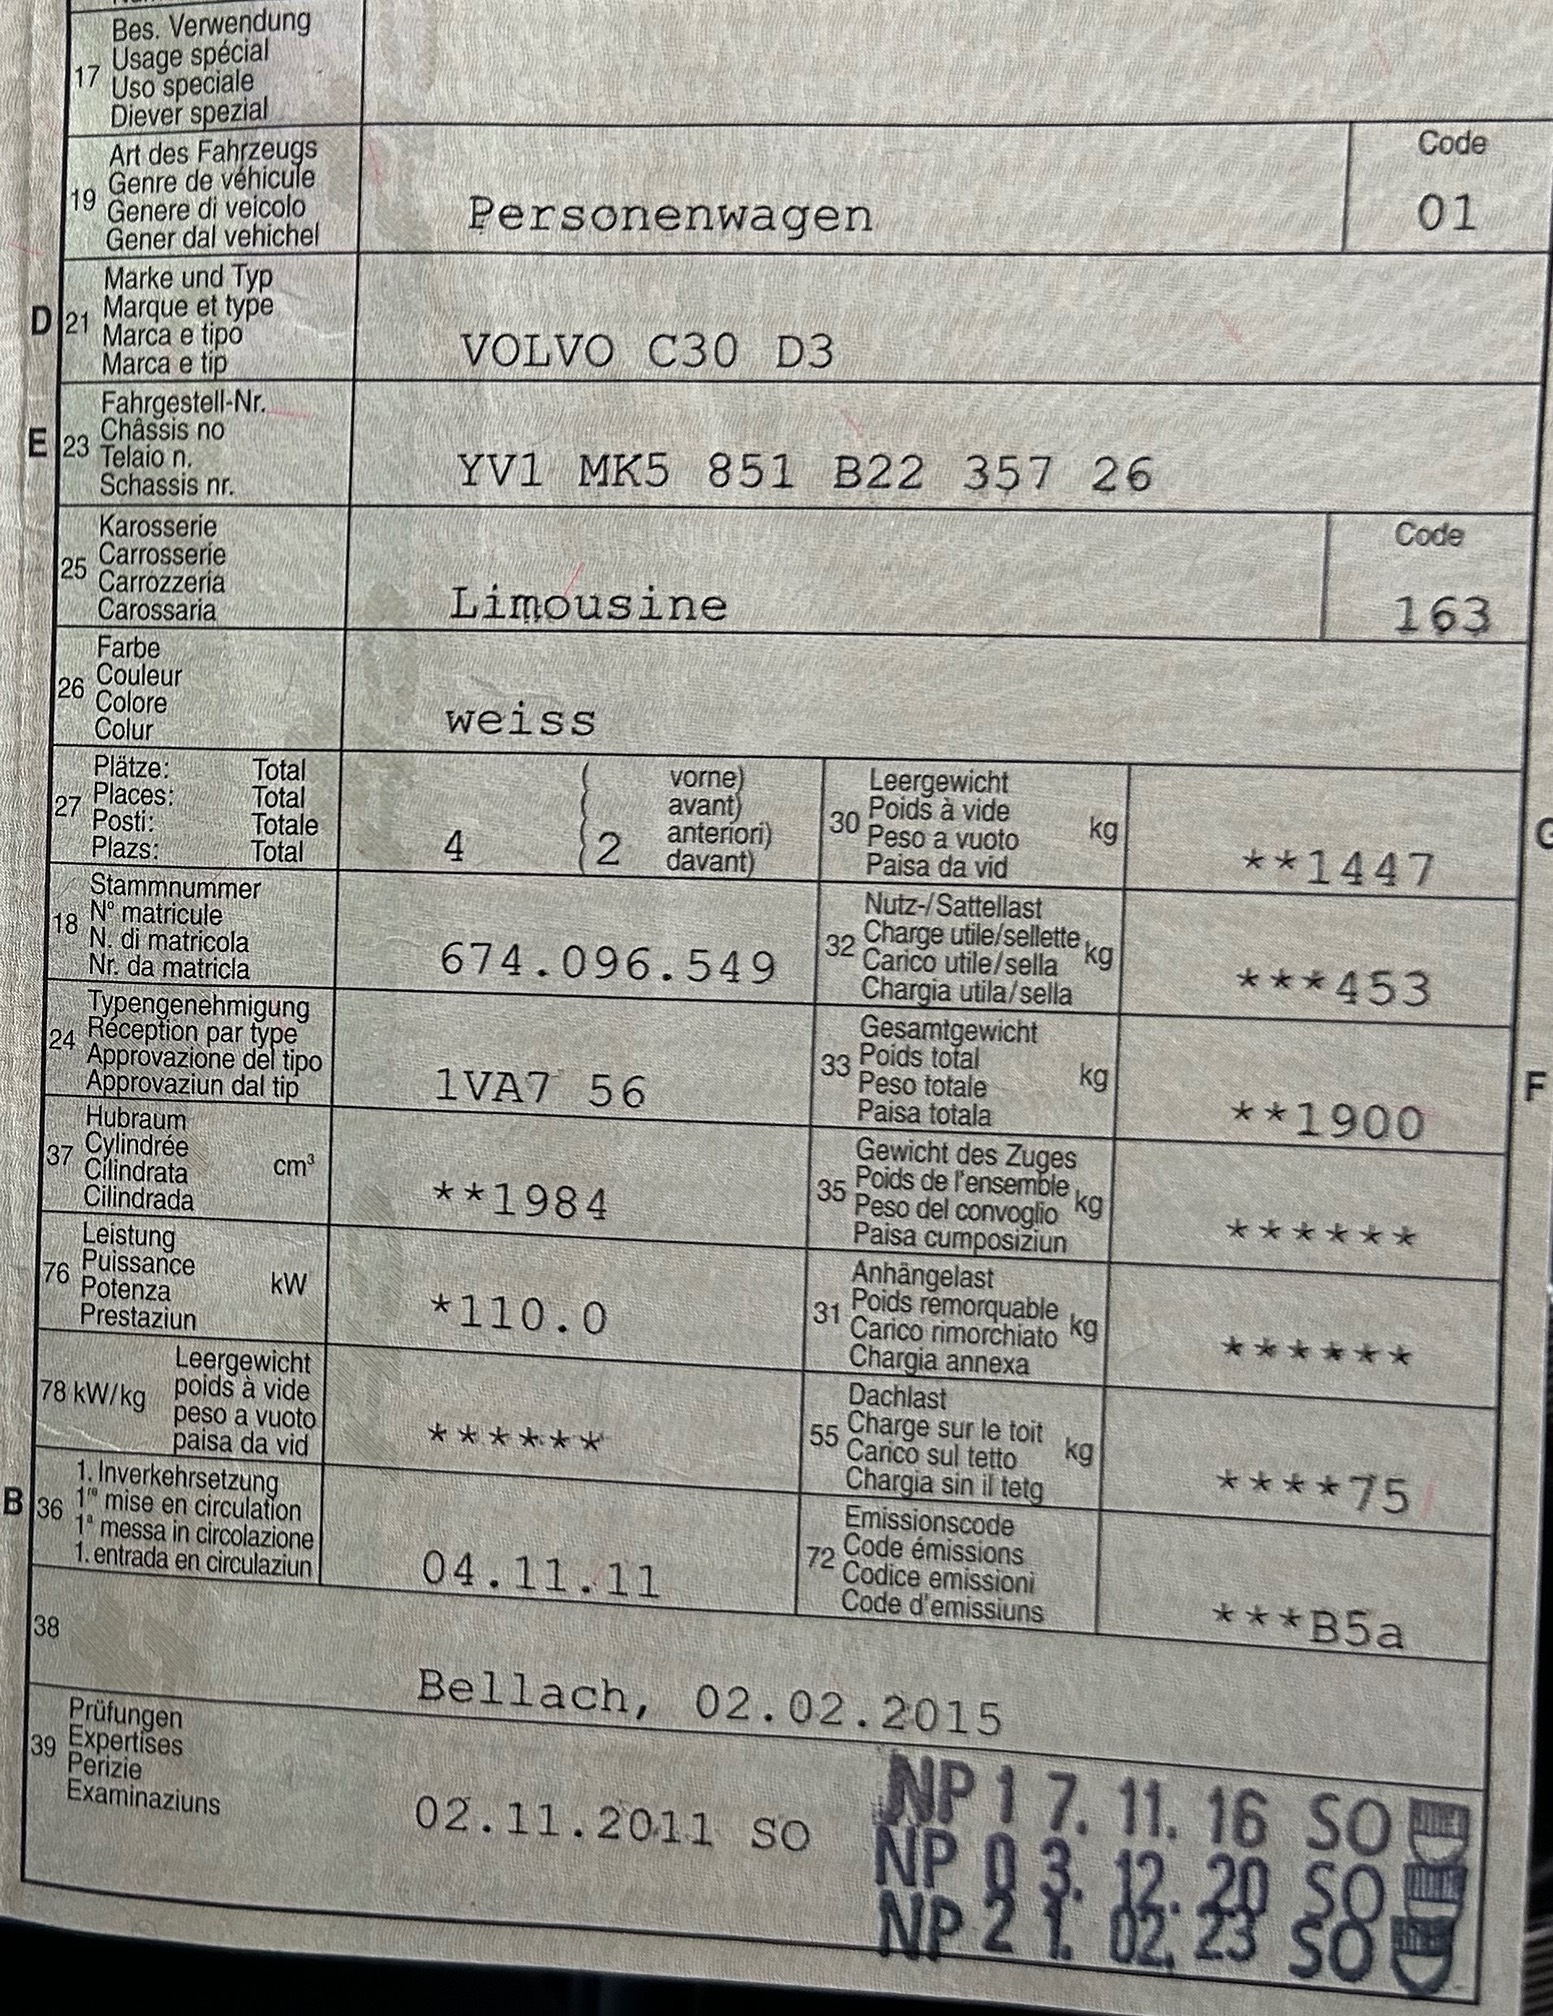 Bes. Verwendung
17 Usage spécial
Uso speciale
Diever spezial
Art des Fahrzeugs
19 Genre de véhicule
Genere di veicolo
Gener dal vehichel
Personenwagen
Code
01
Marke und Typ
D 21 Marque et type
Marca e tipo
Marca e tip
VOLVO C30 D3
Fahrgestell-Nr.
E 23 Châssis no
Telaio n.
Schassis nr.
YV1 MK5 851 B22 357 26
Karosserie
25 Carrosserie
Carrozzeria
Carossaria
Limousine
Code
163
Farbe
26 Couleur
Colore
Colur
weiss
Plätze: Total
27 Places: Total
Posti: Totale
Plazs: Total
4 (2
vorne)
avant)
anteriori)
davant)
Leergewicht
30 Poids à vide
Peso a vuoto kg
Paisa da vid
**1447
G
Stammnummer
18 N° matricule
N. di matricola
Nr. da matricla
674.096.549
Nutz-/Sattellast
32 Charge utile/sellette kg
Carico utile/sella
Chargia utila/sella
***453
Typengenehmigung
24 Réception par type
Approvazione del tipo
Approvaziun dal tip
1VA7 56
Gesamtgewicht
33 Poids total
Peso totale kg
Paisa totala
**1900
F
Hubraum
37 Cylindrée
Cilindrata cm³
Cilindrada
**1984
Gewicht des Zuges
35 Poids de l'ensemble kg
Peso del convoglio
Paisa cumposiziun
******
Leistung
76 Puissance
Potenza kW
Prestaziun
*110.0
Anhängelast
31 Poids remorquable
Carico rimorchiato kg
Chargia annexa
******
Leergewicht
78 kW/kg poids à vide
peso a vuoto
paisa da vid
******
Dachlast
55 Charge sur le toit
Carico sul tetto kg
Chargia sin il tetg
****75
1. Inverkehrsetzung
B 36 1re mise en circulation
1a messa in circolazione
1. entrada en circulaziun
04.11.11
Emissionscode
72 Code émissions
Codice emissioni
Code d'emissiuns
***B5a
38
Bellach, 02.02.2015
Prüfungen
39 Expertises
Perizie
Examinaziuns
02.11.2011 SO
NP 1 7. 11. 16 SO
NP 0 3. 12. 20 SO
NP 2 1. 02. 23 SO